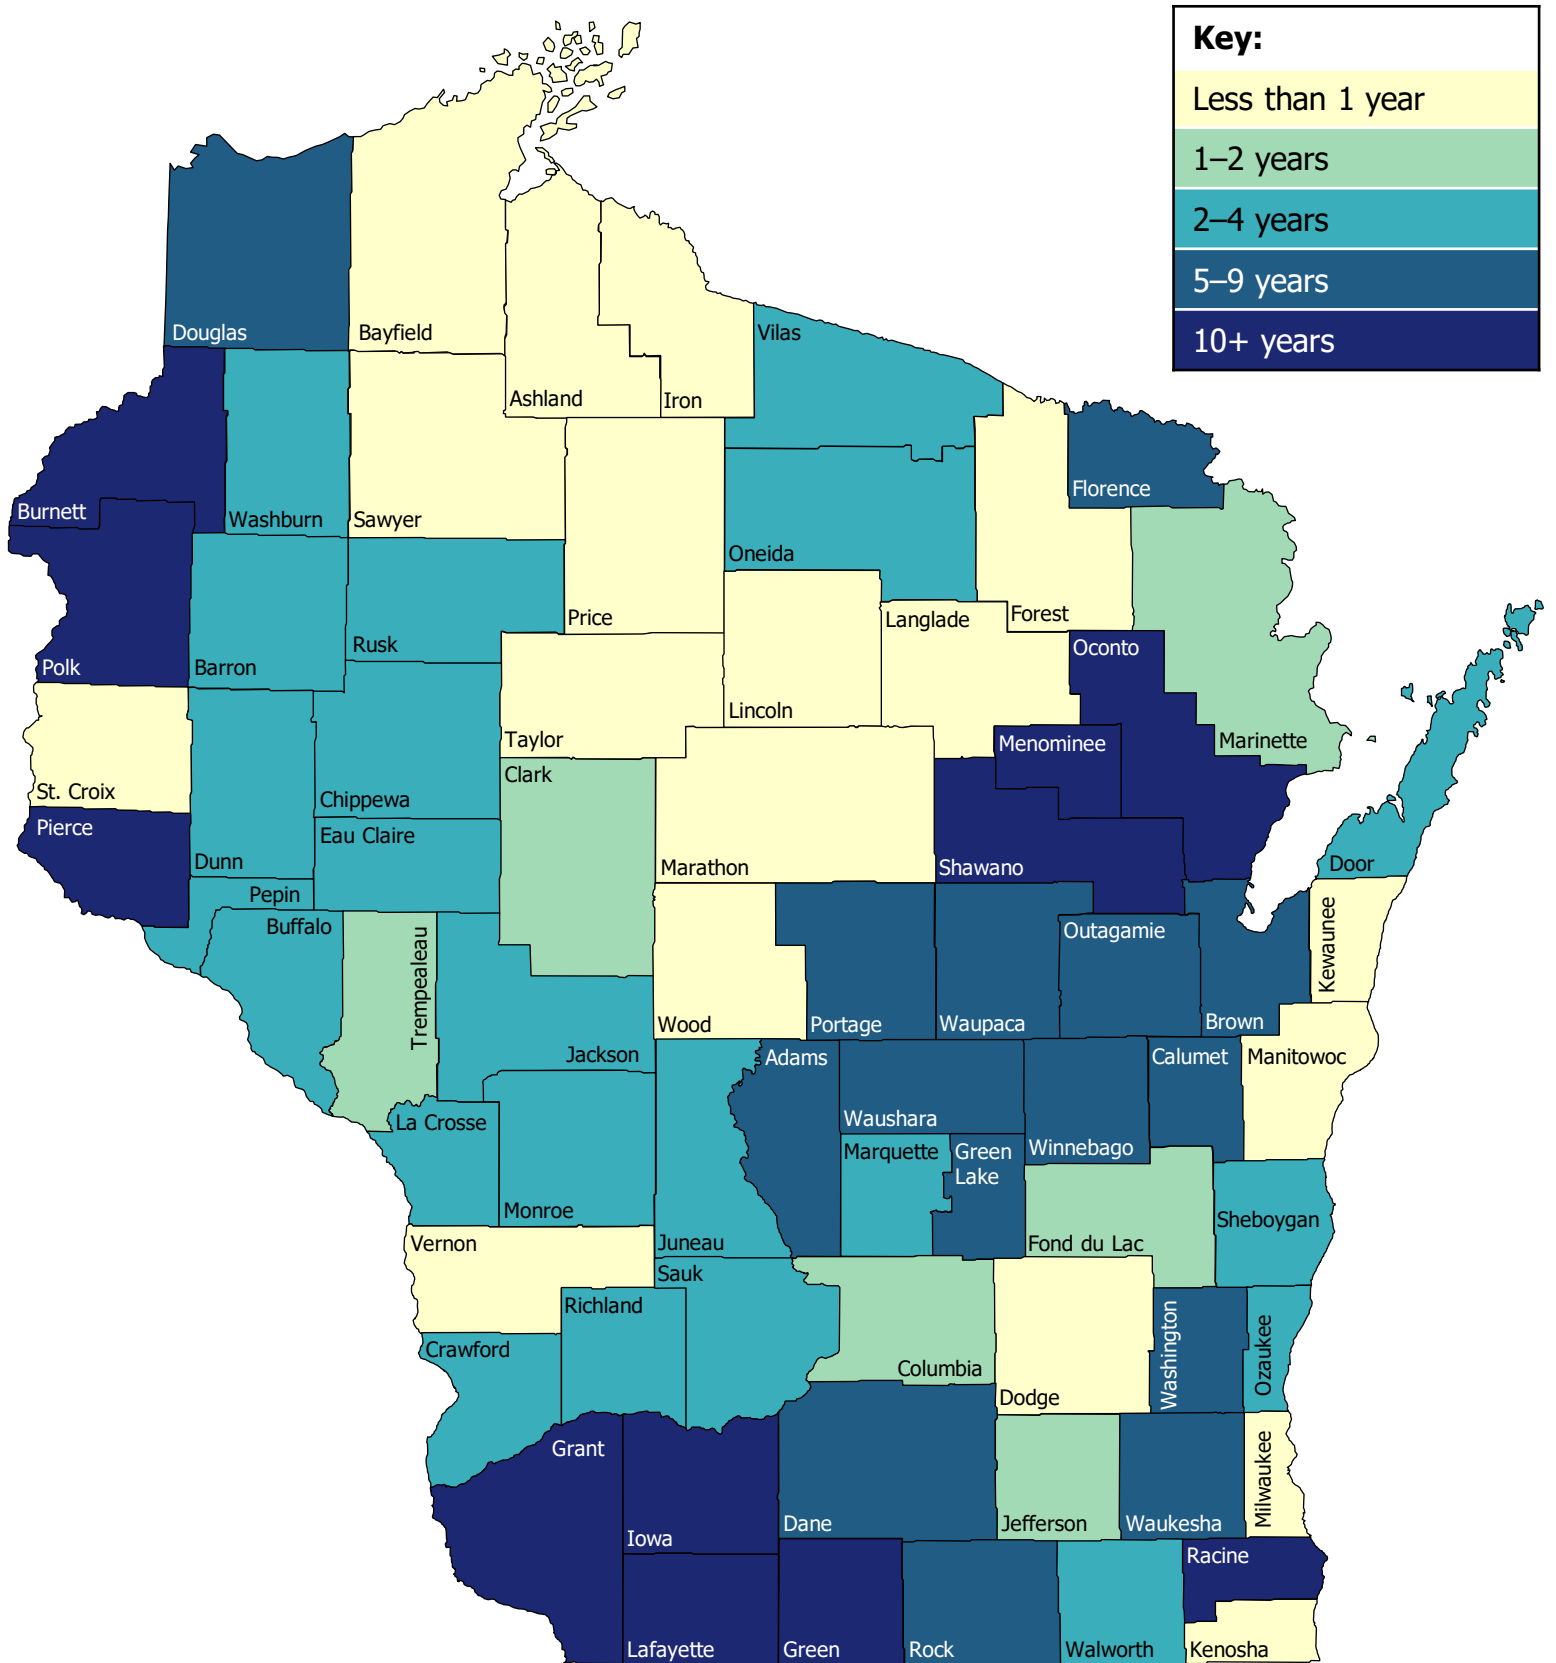 Key:
Less than 1 year
1–2 years
2–4 years
5–9 years
10+ years
Douglas
Bayfield
Vilas
Ashland
Iron
Burnett
Washburn
Sawyer
Florence
Oneida
Price
Langlade
Forest
Rusk
Oconto
Polk
Barron
Lincoln
Taylor
Menominee
Marinette
Clark
St. Croix
Chippewa
Pierce
Eau Claire
Dunn
Marathon
Shawano
Door
Pepin
Buffalo
Trempealeau
Outagamie
Kewaunee
Wood
Portage
Waupaca
Brown
Jackson
Adams
Calumet
Manitowoc
La Crosse
Waushara
Winnebago
Marquette
Green
Lake
Monroe
Sheboygan
Vernon
Juneau
Fond du Lac
Sauk
Richland
Crawford
Columbia
Dodge
Washington
Ozaukee
Grant
Iowa
Dane
Jefferson
Waukesha
Milwaukee
Racine
Lafayette
Green
Rock
Walworth
Kenosha